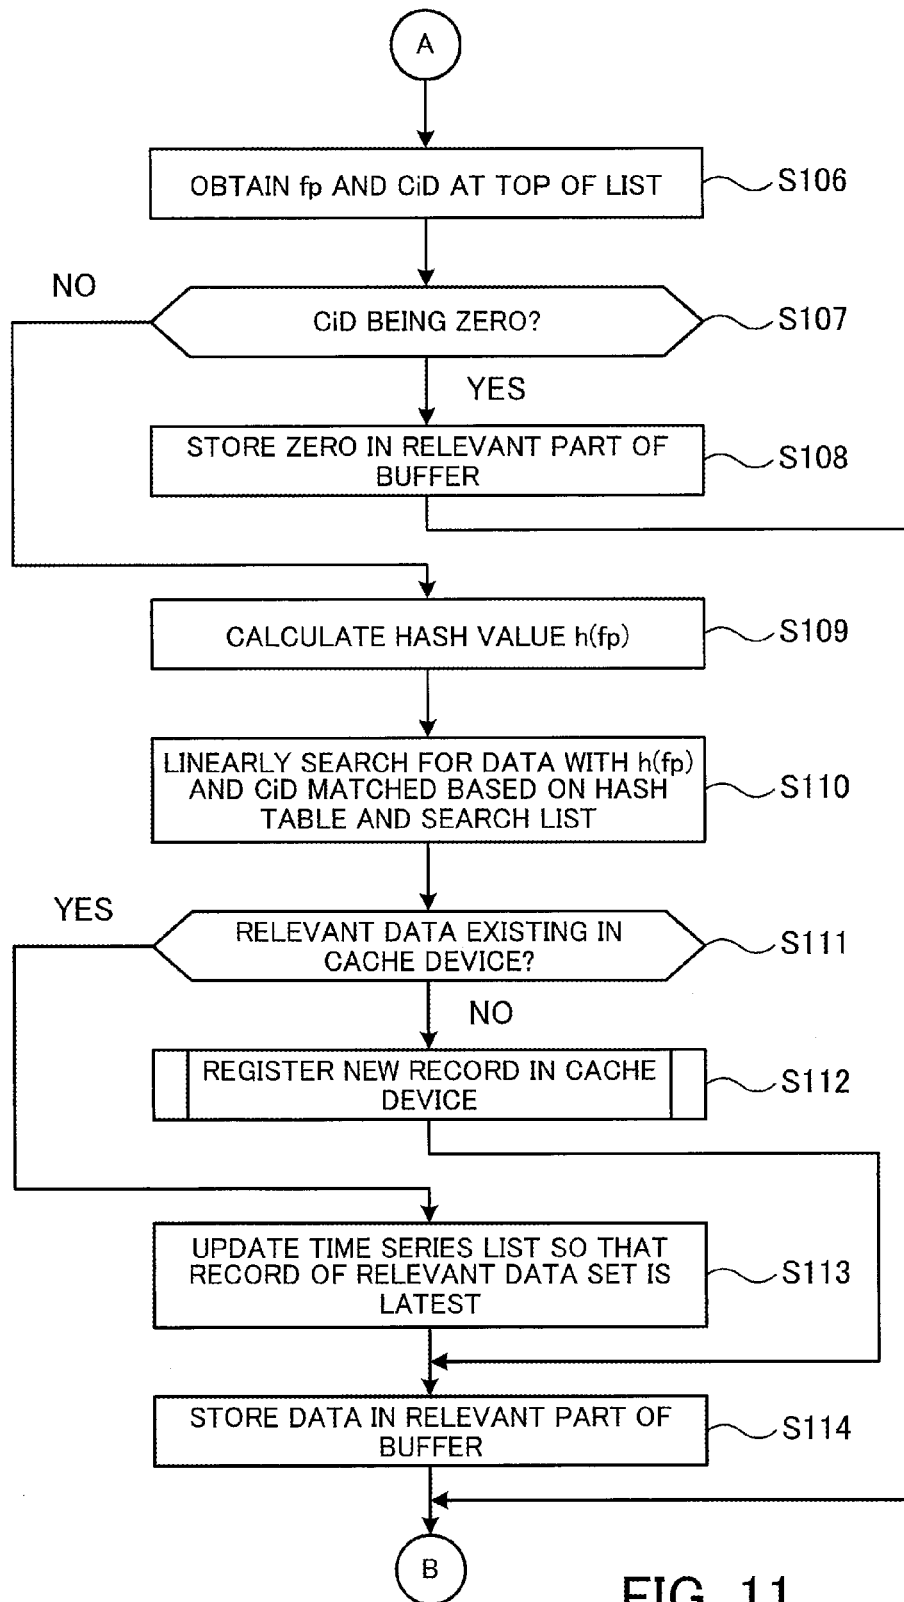 A
OBTAIN fp AND CiD AT TOP OF LIST
S106
NO
CiD BEING ZERO?
S107
YES
STORE ZERO IN RELEVANT PART OF
BUFFER
S108
CALCULATE HASH VALUE h(fp)
S109
LINEARLY SEARCH FOR DATA WITH h(fp)
AND CiD MATCHED BASED ON HASH
TABLE AND SEARCH LIST
S110
YES
RELEVANT DATA EXISTING IN
CACHE DEVICE?
S111
NO
REGISTER NEW RECORD IN CACHE
DEVICE
S112
UPDATE TIME SERIES LIST SO THAT
RECORD OF RELEVANT DATA SET IS
LATEST
S113
STORE DATA IN RELEVANT PART OF
BUFFER
S114
B
FIG. 11